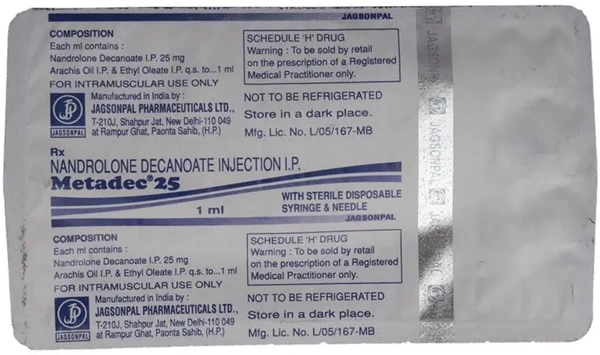 JAGSONPAL
COMPOSITION
Each ml contains :
Nandrolone Decanoate I.P. 25 mg
Arachis Oil I.P. & Ethyl Oleate I.P. q.s. to...1 ml
FOR INTRAMUSCULAR USE ONLY
SCHEDULE 'H' DRUG
Warning : To be sold by retail
on the prescription of a Registered
Medical Practitioner only.
JAGSONPAL
Manufactured in India by :
JAGSONPAL PHARMACEUTICALS LTD.,
T-210J, Shahpur Jat, New Delhi-110 049
at Rampur Ghat, Paonta Sahib, (H.P.)
NOT TO BE REFRIGERATED
Store in a dark place.
Mfg. Lic. No. L/05/167-MB
Rx
NANDROLONE DECANOATE INJECTION I.P.
Metadec®25
1 ml
WITH STERILE DISPOSABLE
SYRINGE & NEEDLE
JAGSONPAL
COMPOSITION
Each ml contains :
Nandrolone Decanoate I.P. 25 mg
Arachis Oil I.P. & Ethyl Oleate I.P. q.s. to...1 ml
FOR INTRAMUSCULAR USE ONLY
SCHEDULE 'H' DRUG
Warning : To be sold by retail
on the prescription of a Registered
Medical Practitioner only.
JAGSONPAL
Manufactured in India by :
JAGSONPAL PHARMACEUTICALS LTD.,
T-210J, Shahpur Jat, New Delhi-110 049
at Rampur Ghat, Paonta Sahib, (H.P.)
NOT TO BE REFRIGERATED
Store in a dark place.
Mfg. Lic. No. L/05/167-MB
JAGSONPAL
JAGSONPAL